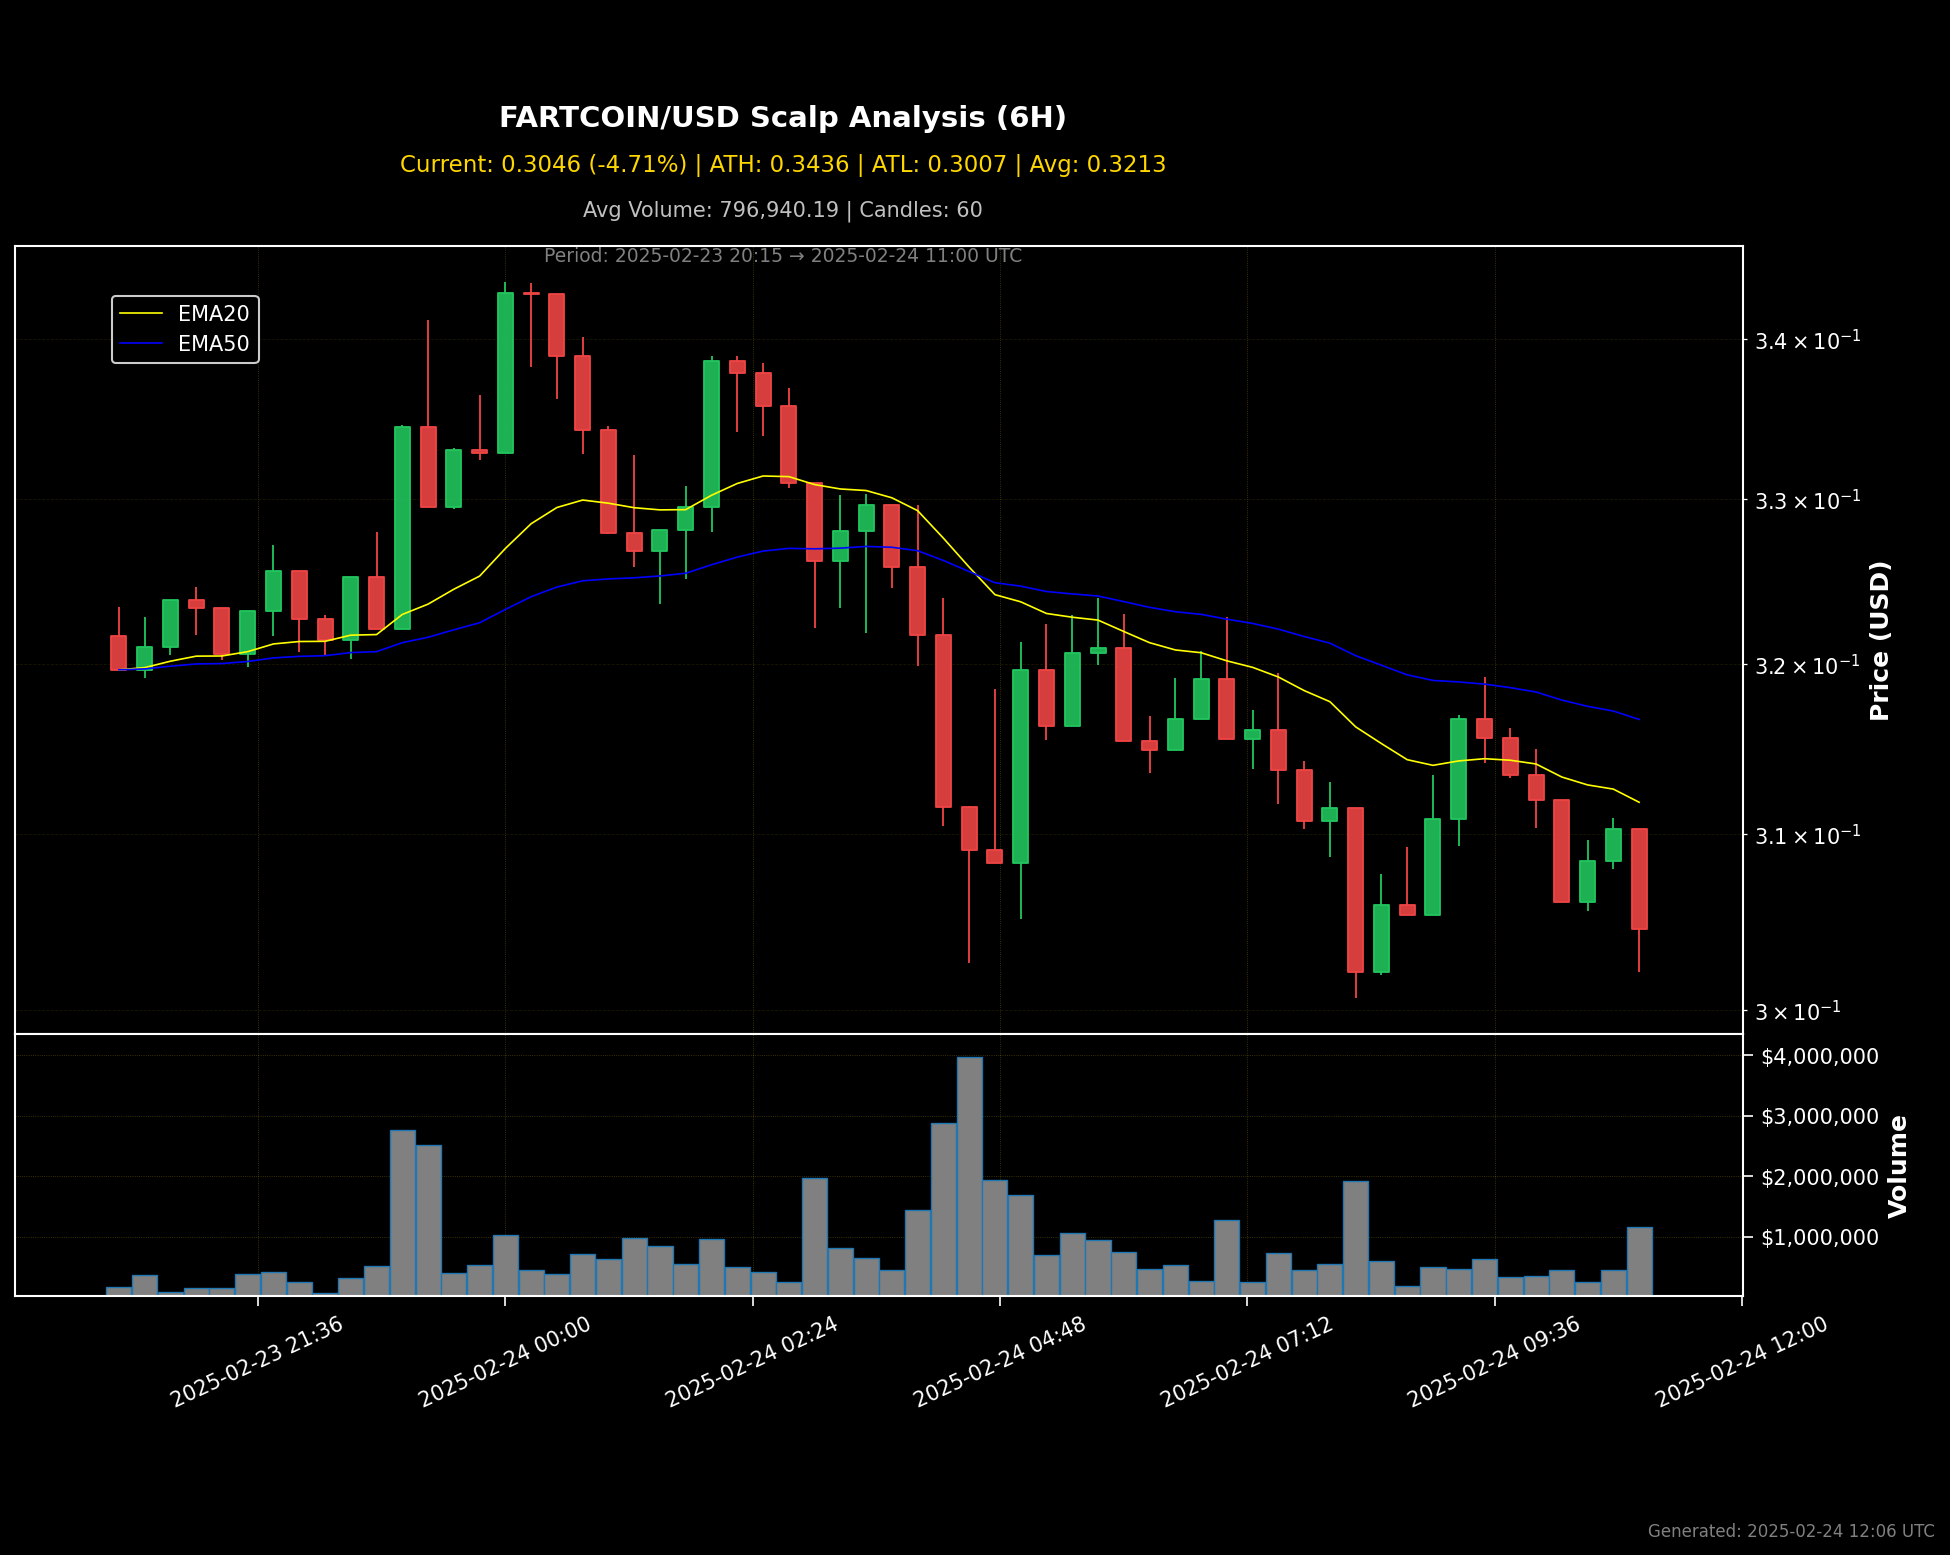 FARTCOIN/USD Scalp Analysis (6H)
Current: 0.3046 (-4.71%) | ATH: 0.3436 | ATL: 0.3007 | Avg: 0.3213
Avg Volume: 796,940.19 | Candles: 60
Period: 2025-02-23 20:15 → 2025-02-24 11:00 UTC
EMA20
EMA50
3.4 × 10⁻¹
3.3 × 10⁻¹
3.2 × 10⁻¹
3.1 × 10⁻¹
3 × 10⁻¹
Price (USD)
$4,000,000
$3,000,000
$2,000,000
$1,000,000
Volume
2025-02-23 21:36
2025-02-24 00:00
2025-02-24 02:24
2025-02-24 04:48
2025-02-24 07:12
2025-02-24 09:36
2025-02-24 12:00
Generated: 2025-02-24 12:06 UTC